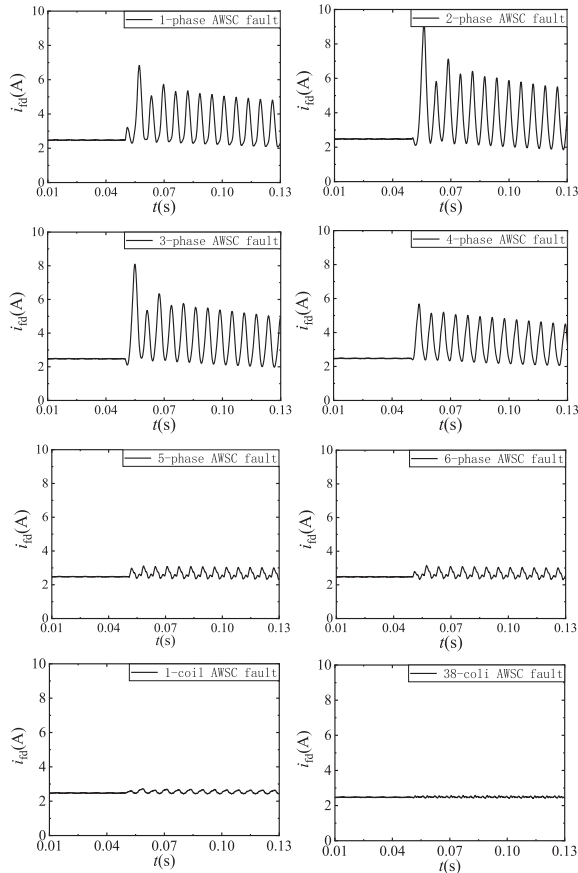 1-phase AWSC fault
10
8
6
4
2
0
i_fd(A)
0.01 0.04 0.07 0.10 0.13
t(s)
2-phase AWSC fault
10
8
6
4
2
0
i_fd(A)
0.01 0.04 0.07 0.10 0.13
t(s)
3-phase AWSC fault
10
8
6
4
2
0
i_fd(A)
0.01 0.04 0.07 0.10 0.13
t(s)
4-phase AWSC fault
10
8
6
4
2
0
i_fd(A)
0.01 0.04 0.07 0.10 0.13
t(s)
5-phase AWSC fault
10
8
6
4
2
0
i_fd(A)
0.01 0.04 0.07 0.10 0.13
t(s)
6-phase AWSC fault
10
8
6
4
2
0
i_fd(A)
0.01 0.04 0.07 0.10 0.13
t(s)
1-coil AWSC fault
10
8
6
4
2
0
i_fd(A)
0.01 0.04 0.07 0.10 0.13
t(s)
38-coli AWSC fault
10
8
6
4
2
0
i_fd(A)
0.01 0.04 0.07 0.10 0.13
t(s)